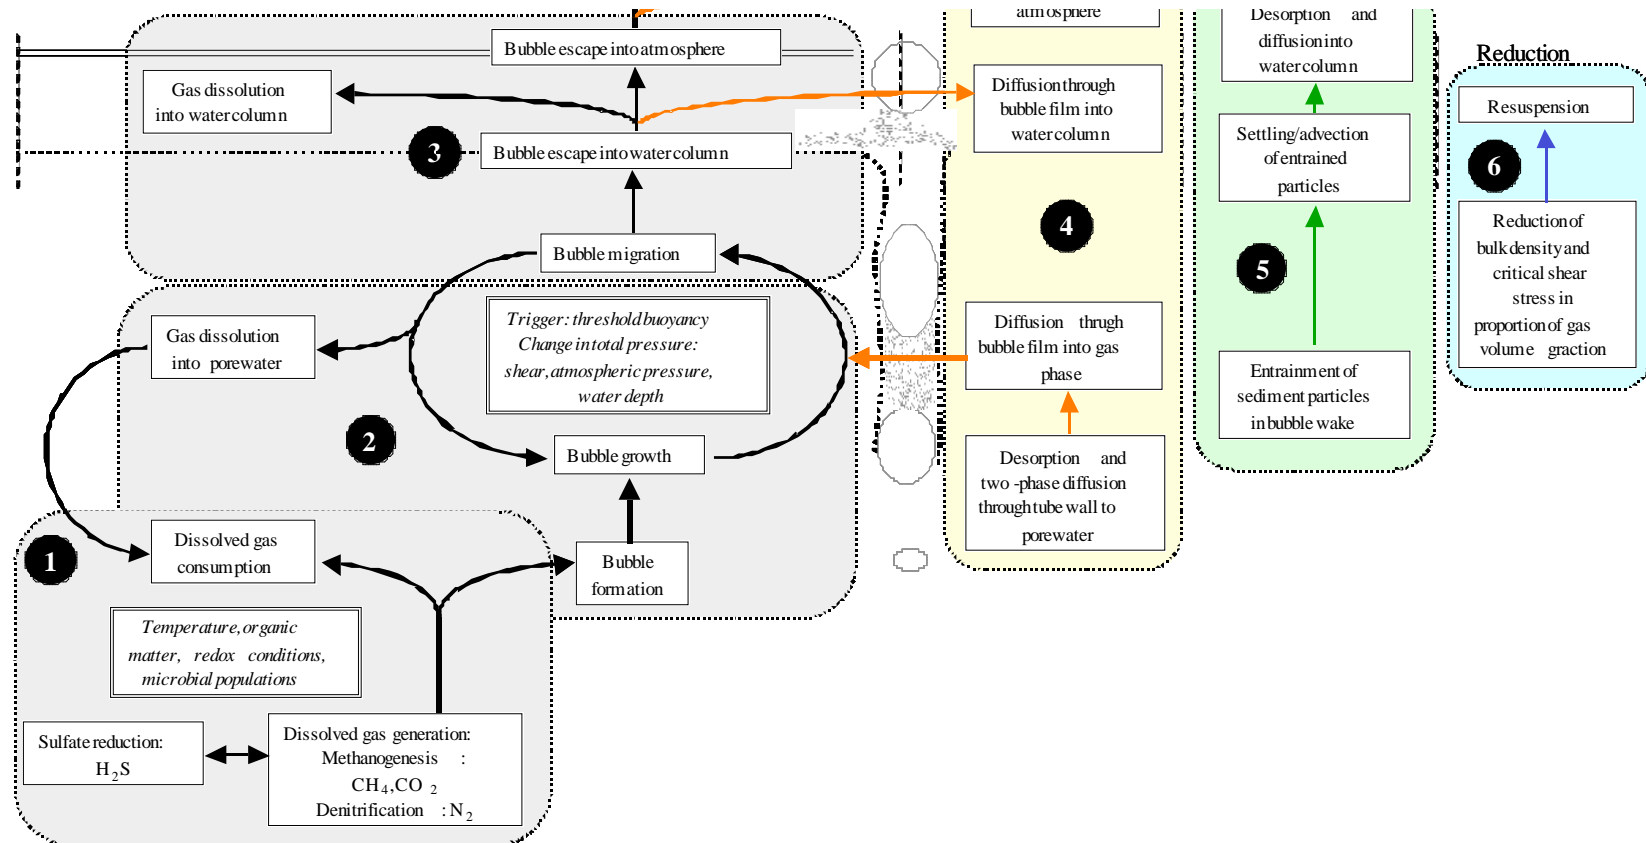 Bubble escape into atmosphere
Gas dissolution
into water column
3
Bubble escape into water column
Bubble migration
Trigger: threshold buoyancy
Change in total pressure:
shear, atmospheric pressure,
water depth
Gas dissolution
into porewater
2
Bubble growth
1
Dissolved gas
consumption
Bubble
formation
Temperature, organic
matter, redox conditions,
microbial populations
Sulfate reduction:
H2S
Dissolved gas generation:
Methanogenesis :
CH4, CO2
Denitrification : N2
atmosphere
Diffusion through
bubble film into
water column
4
Diffusion thrugh
bubble film into gas
phase
Desorption and
two -phase diffusion
through tube wall to
porewater
Desorption and
diffusion into
water column
Settling/advection
of entrained
particles
5
Entrainment of
sediment particles
in bubble wake
Reduction
Resuspension
6
Reduction of
bulk density and
critical shear
stress in
proportion of gas
volume graction